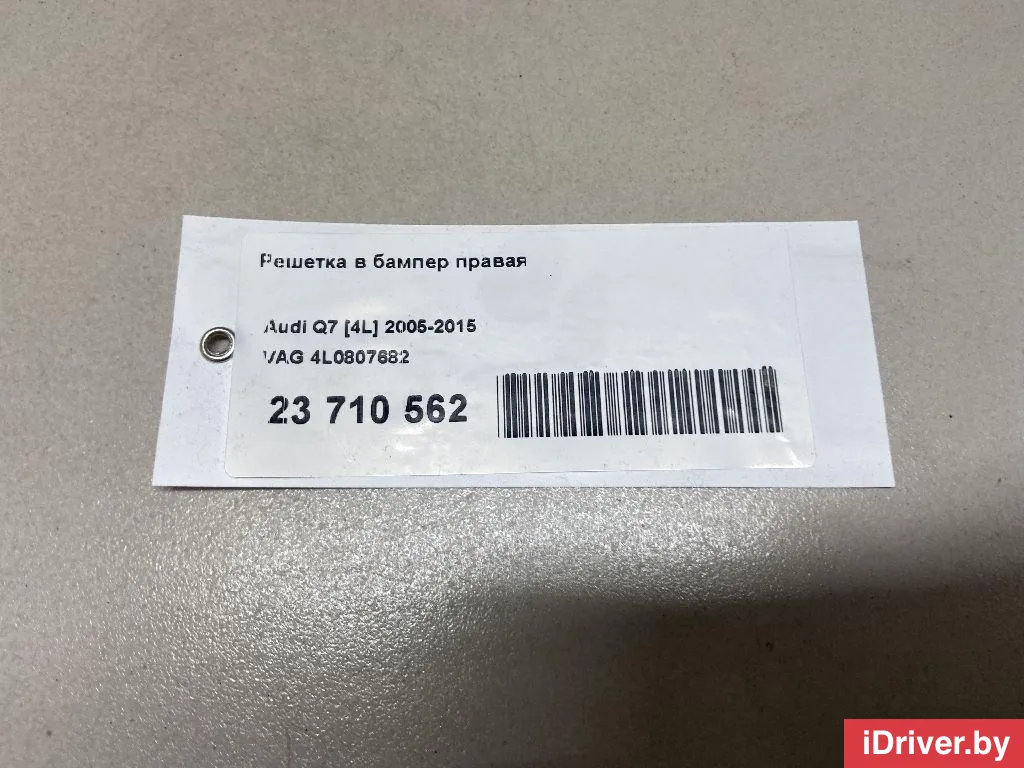 Решетка в бампер правая
Audi Q7 [4L] 2005-2015
VAG 4L0807682
23 710 562
iDriver.by